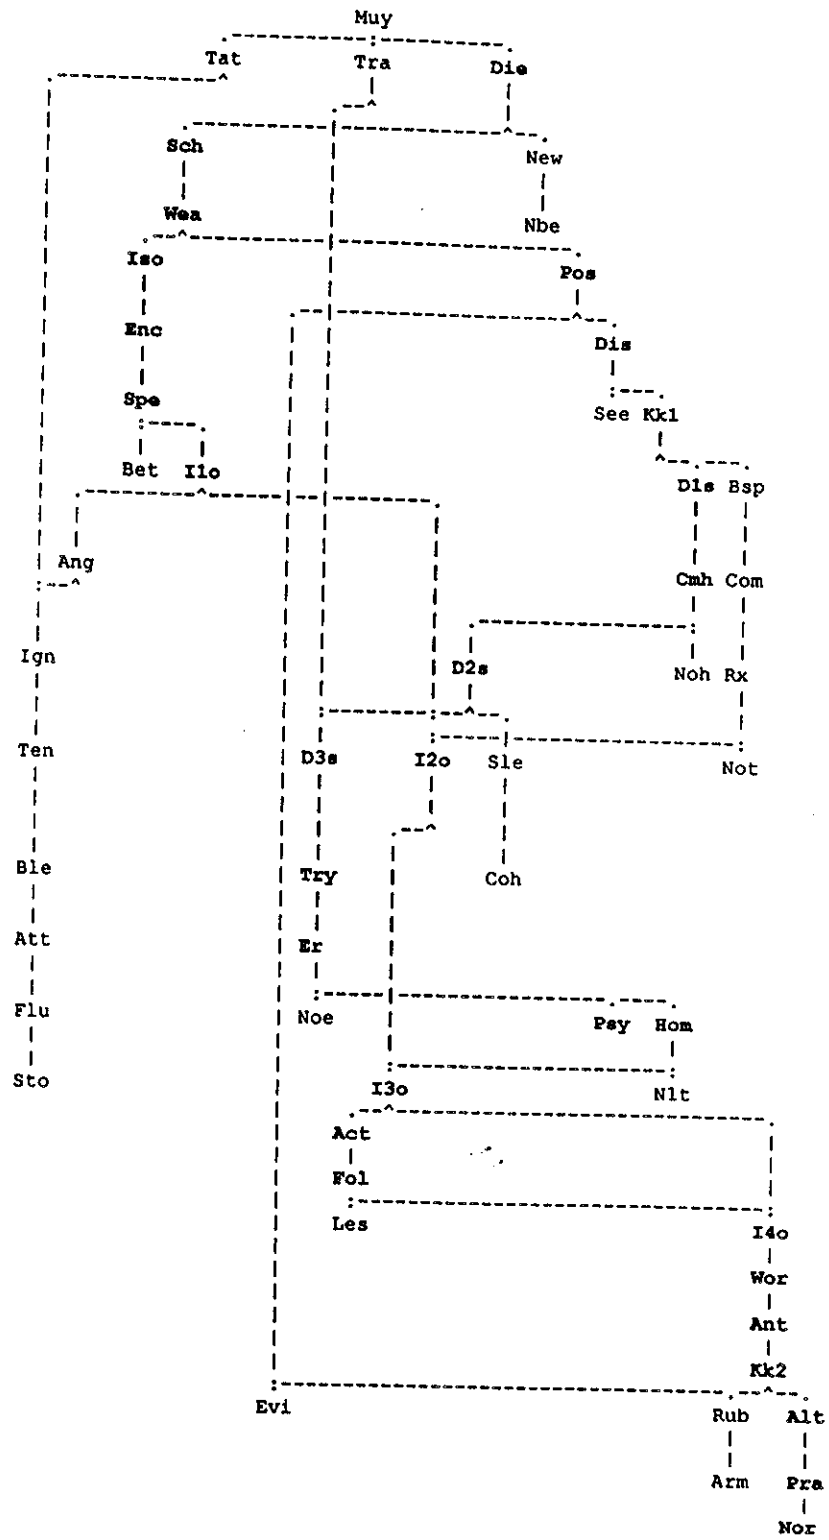 Muy
Tat Tra Die
Sch New
Wea Nbe
Iso Pos
Enc Dis
Spe See Kk1
Bet I1o D1s Bsp
Ang Cmh Com
Ign D2s Noh Rx
Ten D3s I2o Sle Not
Ble Try Coh
Att Er
Flu Noe Psy Hom
Sto I3o Nlt
Act
Fol
Les I4o
Wor
Ant
Kk2
Evi Rub Alt
Arm Pra
Nor